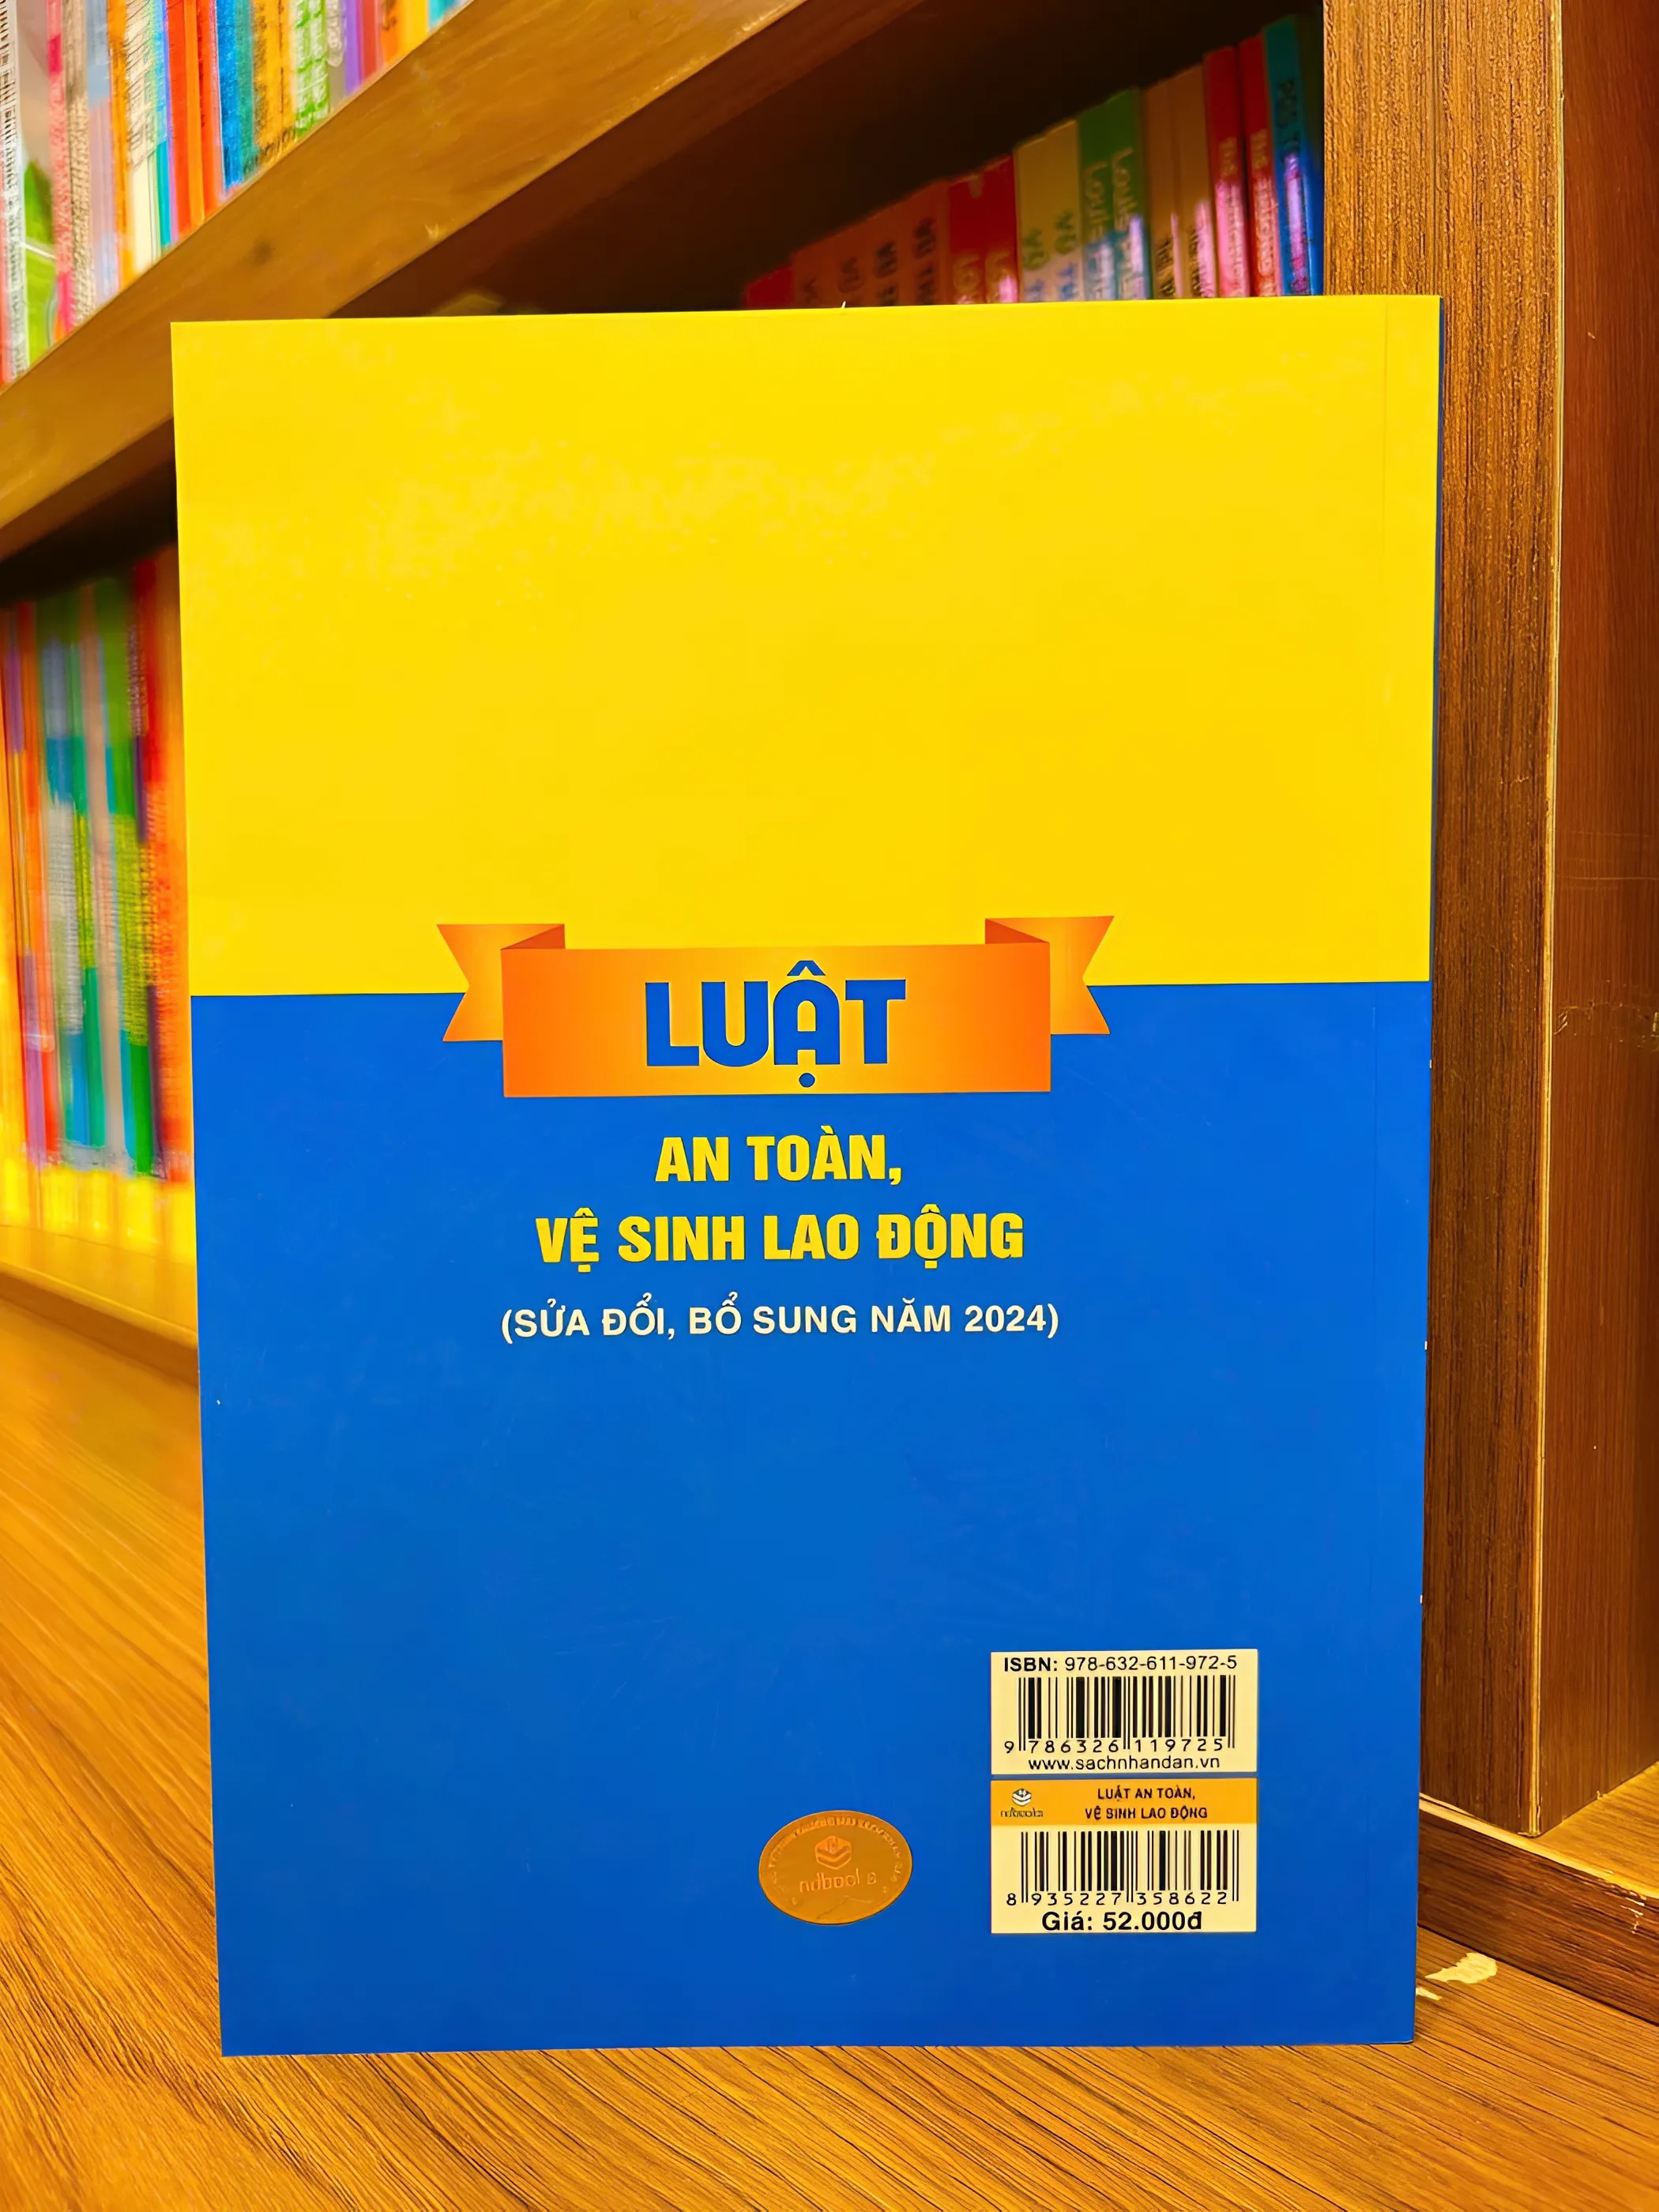 LUẬT
AN TOÀN,
VỆ SINH LAO ĐỘNG
(SỬA ĐỔI, BỔ SUNG NĂM 2024)
ISBN: 978-632-611-972-5
9 786326 119725
www.sachnhandan.vn
LUẬT AN TOÀN,
VỆ SINH LAO ĐỘNG
8 935227 358622
Giá: 52.000đ
ndbooks